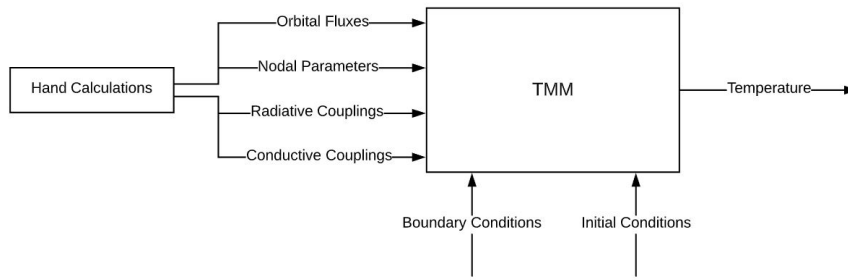 Orbital Fluxes
Nodal Parameters
Hand Calculations
TMM
Temperature
Radiative Couplings
Conductive Couplings
Boundary Conditions
Initial Conditions